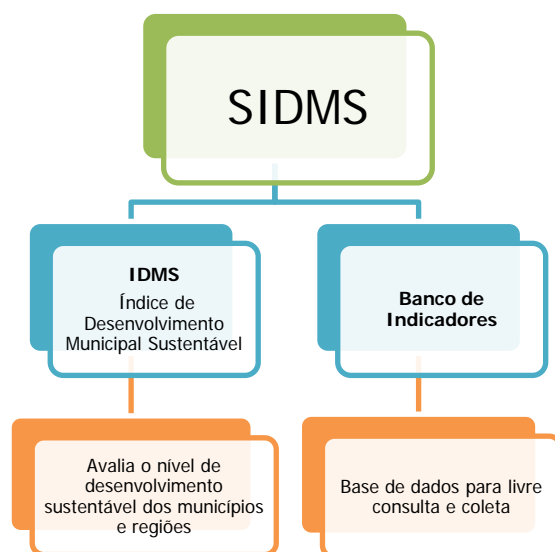 SIDMS
IDMS
Índice de
Desenvolvimento
Municipal Sustentável
Banco de
Indicadores
Avalia o nível de
desenvolvimento
sustentável dos municípios
e regiões
Base de dados para livre
consulta e coleta